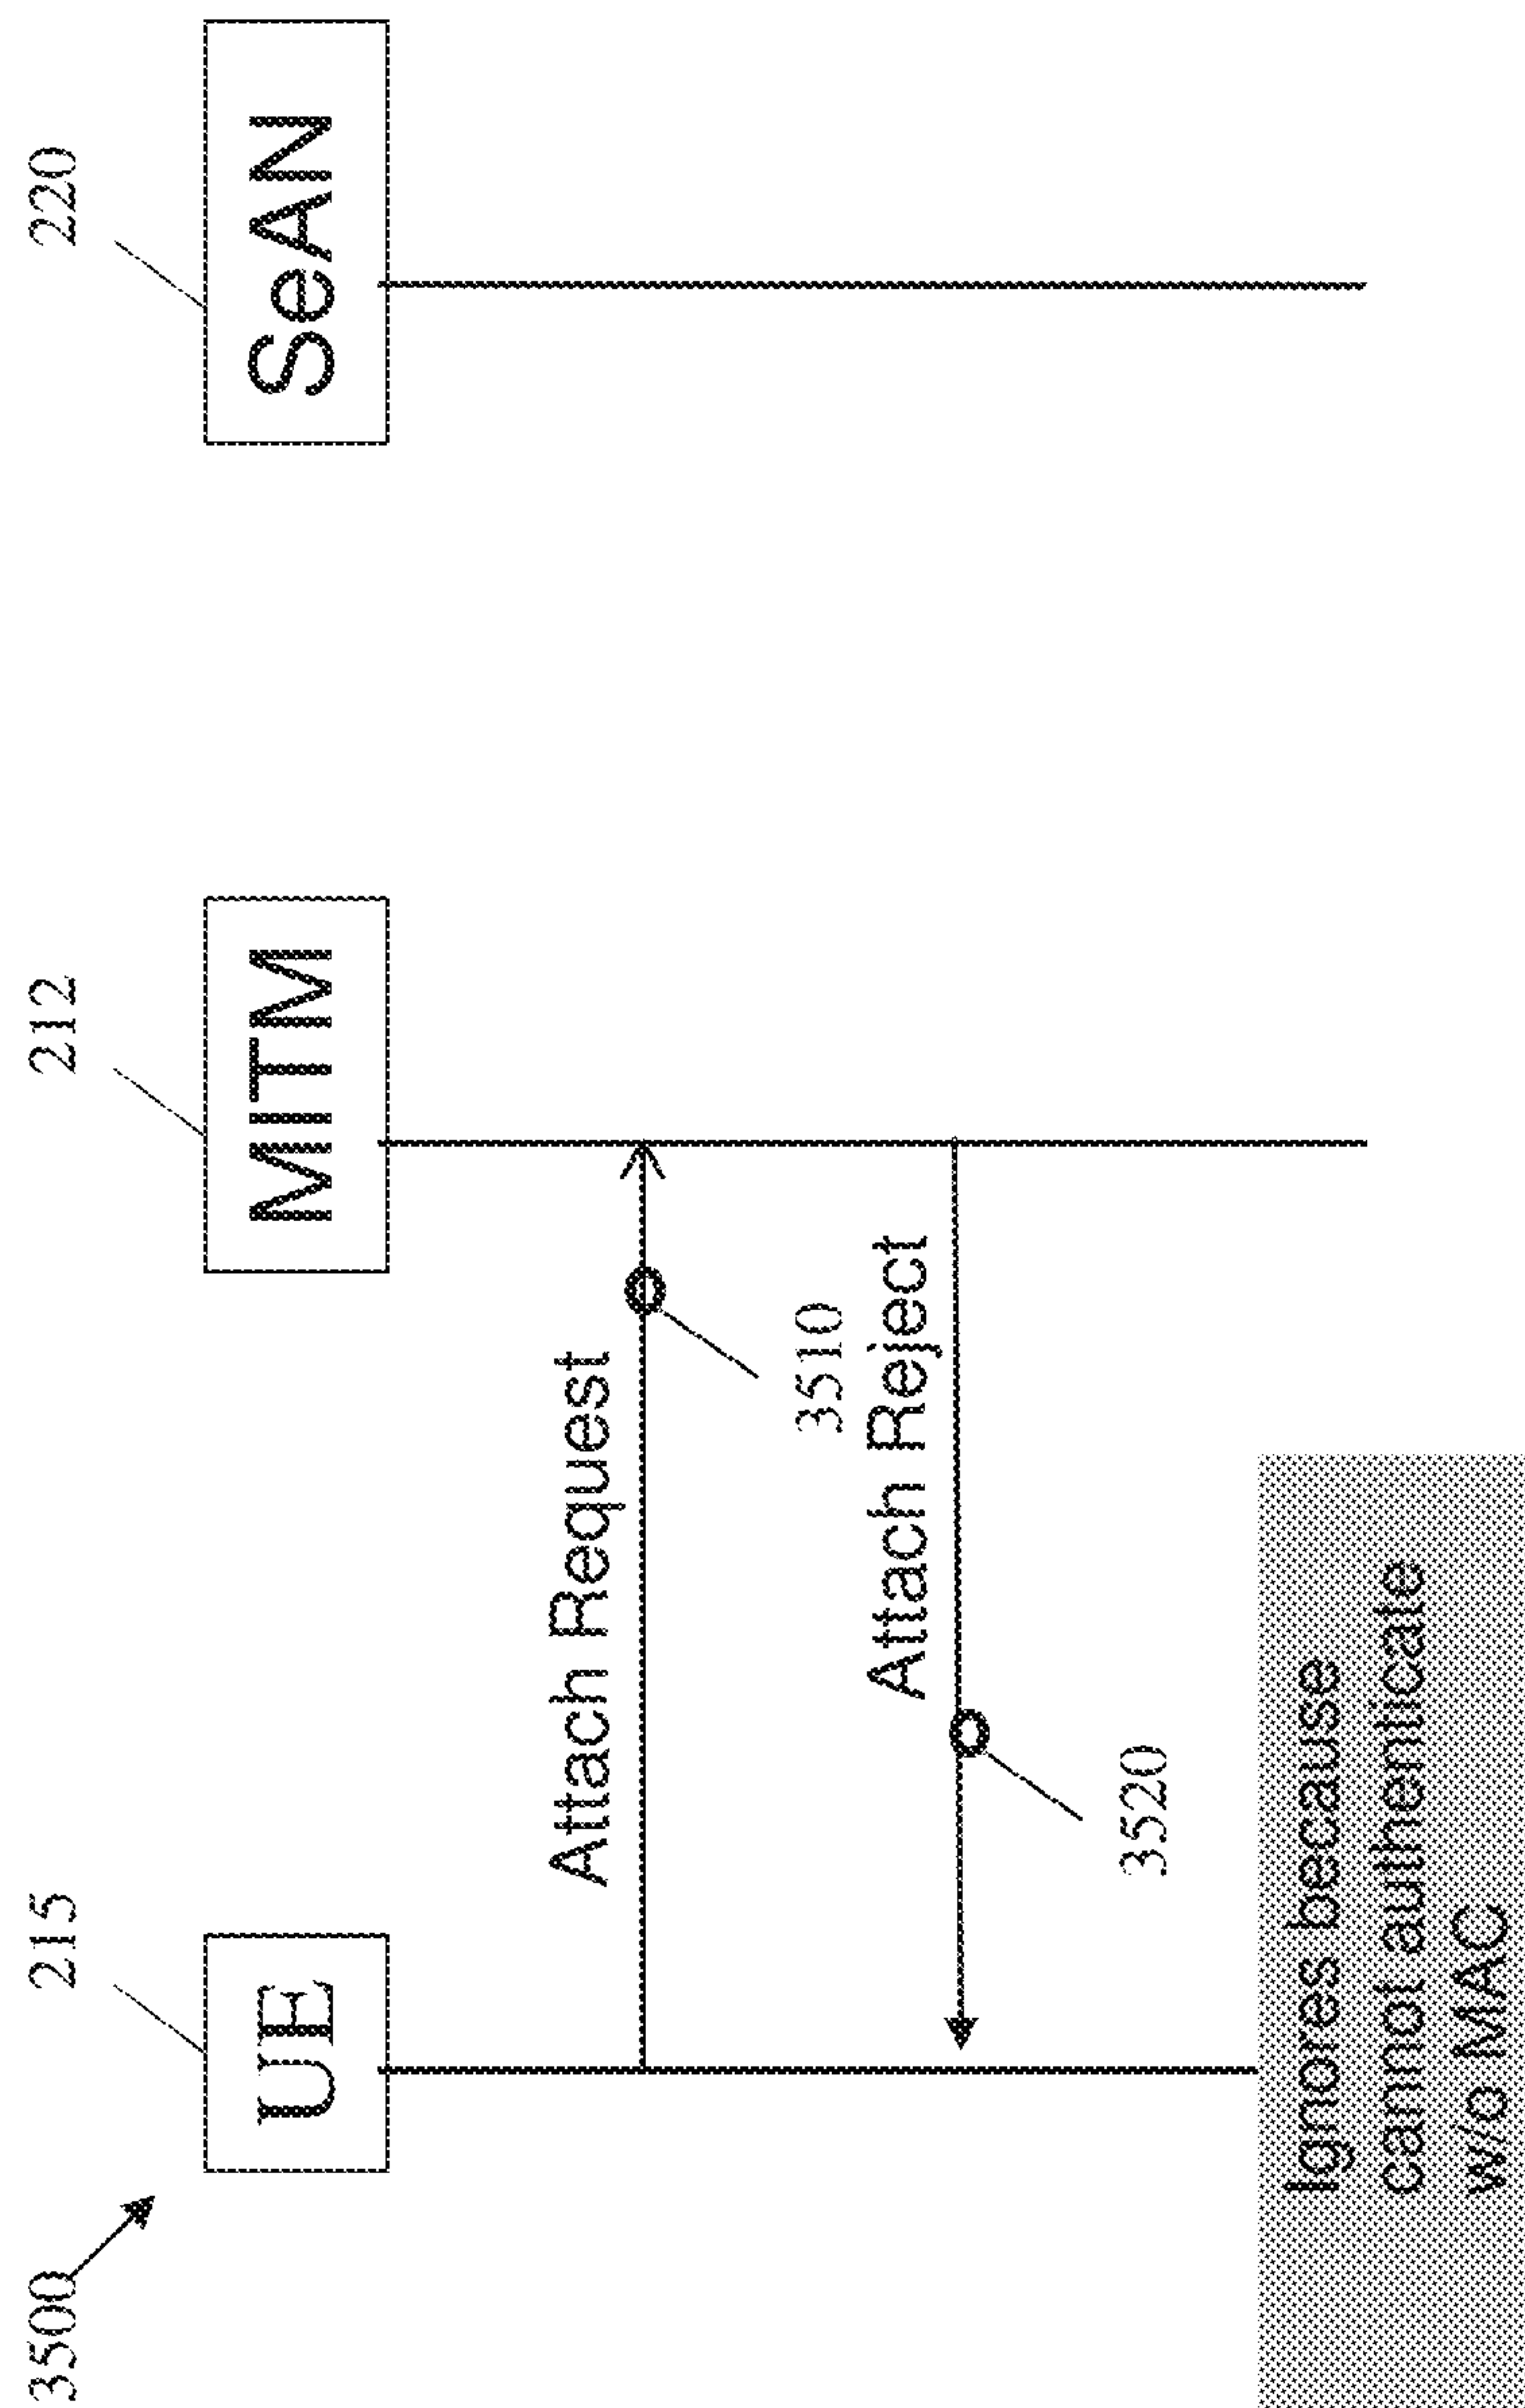 3500
215
212
220
UE
MITM
SeAN
Attach Request
3510
Attach Reject
3520
Ignores because
cannot authenticate
w/o MAC